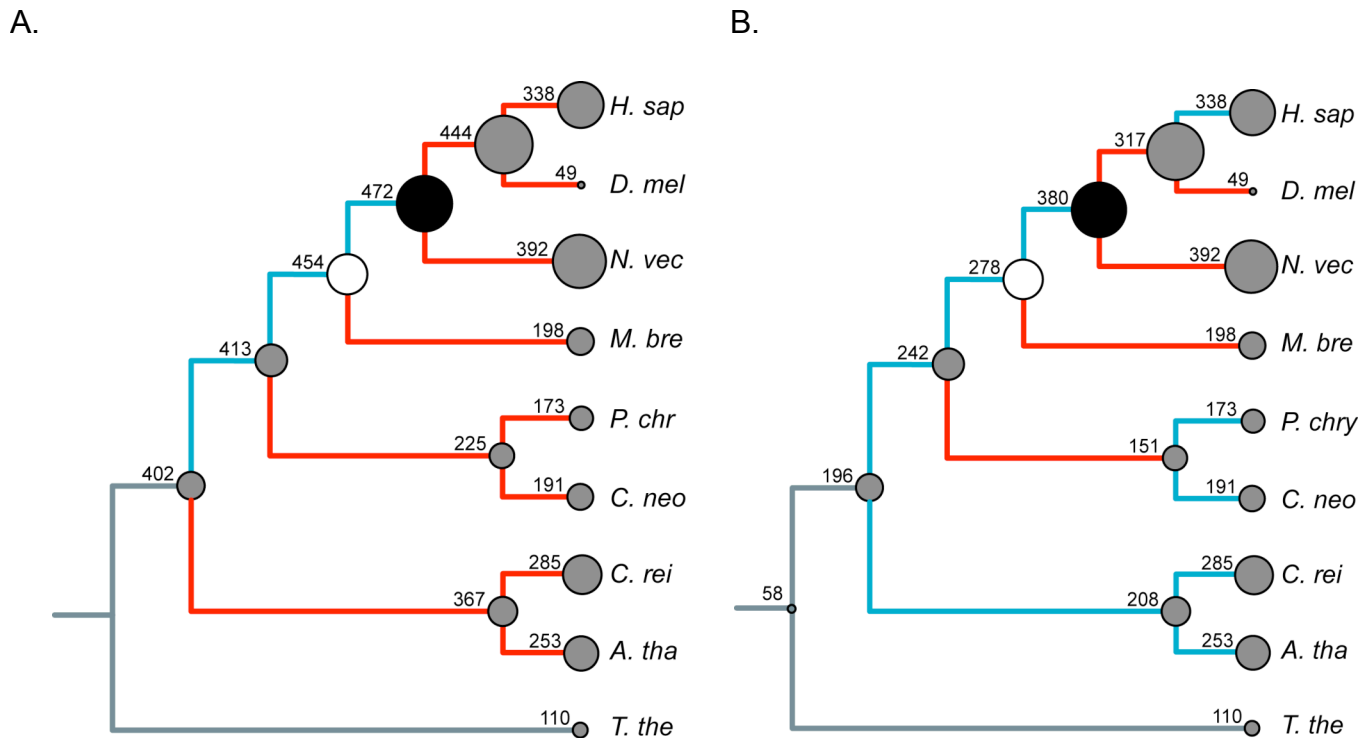 A.
338 H. sap
444
49 D. mel
472
392 N. vec
454
198 M. bre
413
173 P. chr
225
402
191 C. neo
285 C. rei
367
253 A. tha
110 T. the
B.
338 H. sap
317
49 D. mel
380
392 N. vec
278
198 M. bre
242
173 P. chry
151
196
191 C. neo
285 C. rei
58
208
253 A. tha
110 T. the